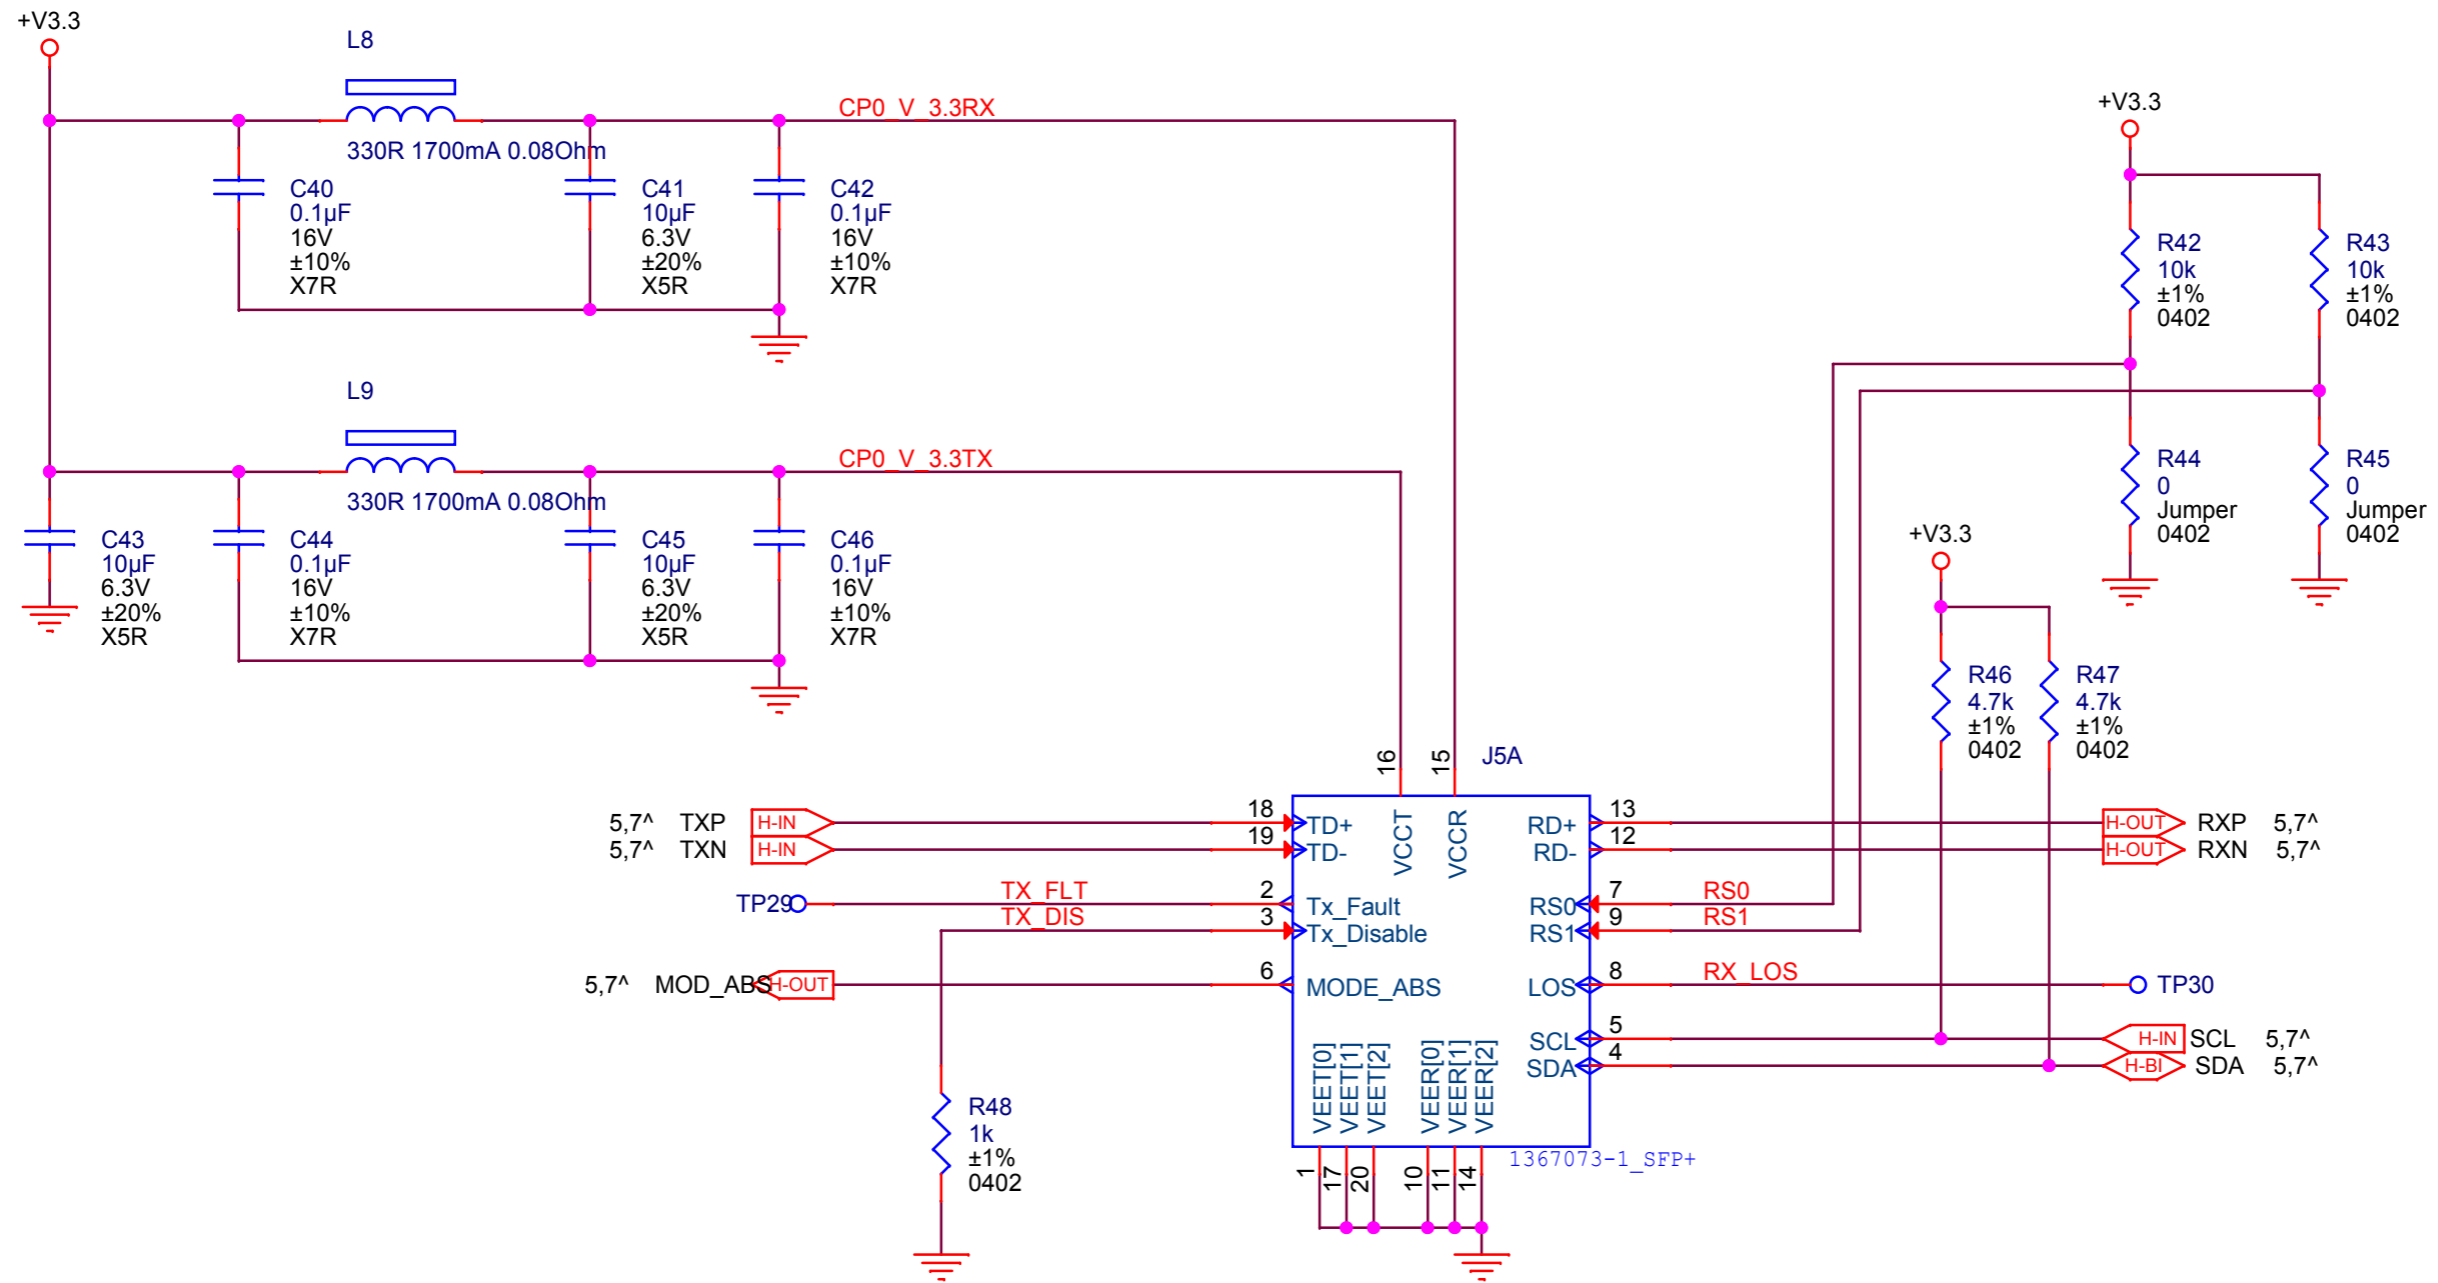 +V3.3
L8
CP0_V_3.3RX
330R 1700mA 0.08Ohm
C40
0.1µF
16V
±10%
X7R
C41
10µF
6.3V
±20%
X5R
C42
0.1µF
16V
±10%
X7R
L9
CP0_V_3.3TX
330R 1700mA 0.08Ohm
C43
10µF
6.3V
±20%
X5R
C44
0.1µF
16V
±10%
X7R
C45
10µF
6.3V
±20%
X5R
C46
0.1µF
16V
±10%
X7R
+V3.3
R42
10k
±1%
0402
R43
10k
±1%
0402
R44
0
Jumper
0402
R45
0
Jumper
0402
+V3.3
R46
4.7k
±1%
0402
R47
4.7k
±1%
0402
16
15
J5A
5,7^ TXP H-IN
18
TD+
5,7^ TXN H-IN
19
TD-
VCCT
VCCR
TP29
TX_FLT
2
Tx_Fault
TX_DIS
3
Tx_Disable
5,7^ MOD_ABS H-OUT
6
MODE_ABS
RD+
13
H-OUT RXP 5,7^
RD-
12
H-OUT RXN 5,7^
RS0
7
RS0
RS1
9
RS1
LOS
8
RX_LOS
TP30
SCL
5
H-IN SCL 5,7^
SDA
4
H-BI SDA 5,7^
VEET[0]
VEET[1]
VEET[2]
VEER[0]
VEER[1]
VEER[2]
1367073-1_SFP+
1
17
20
10
11
14
R48
1k
±1%
0402